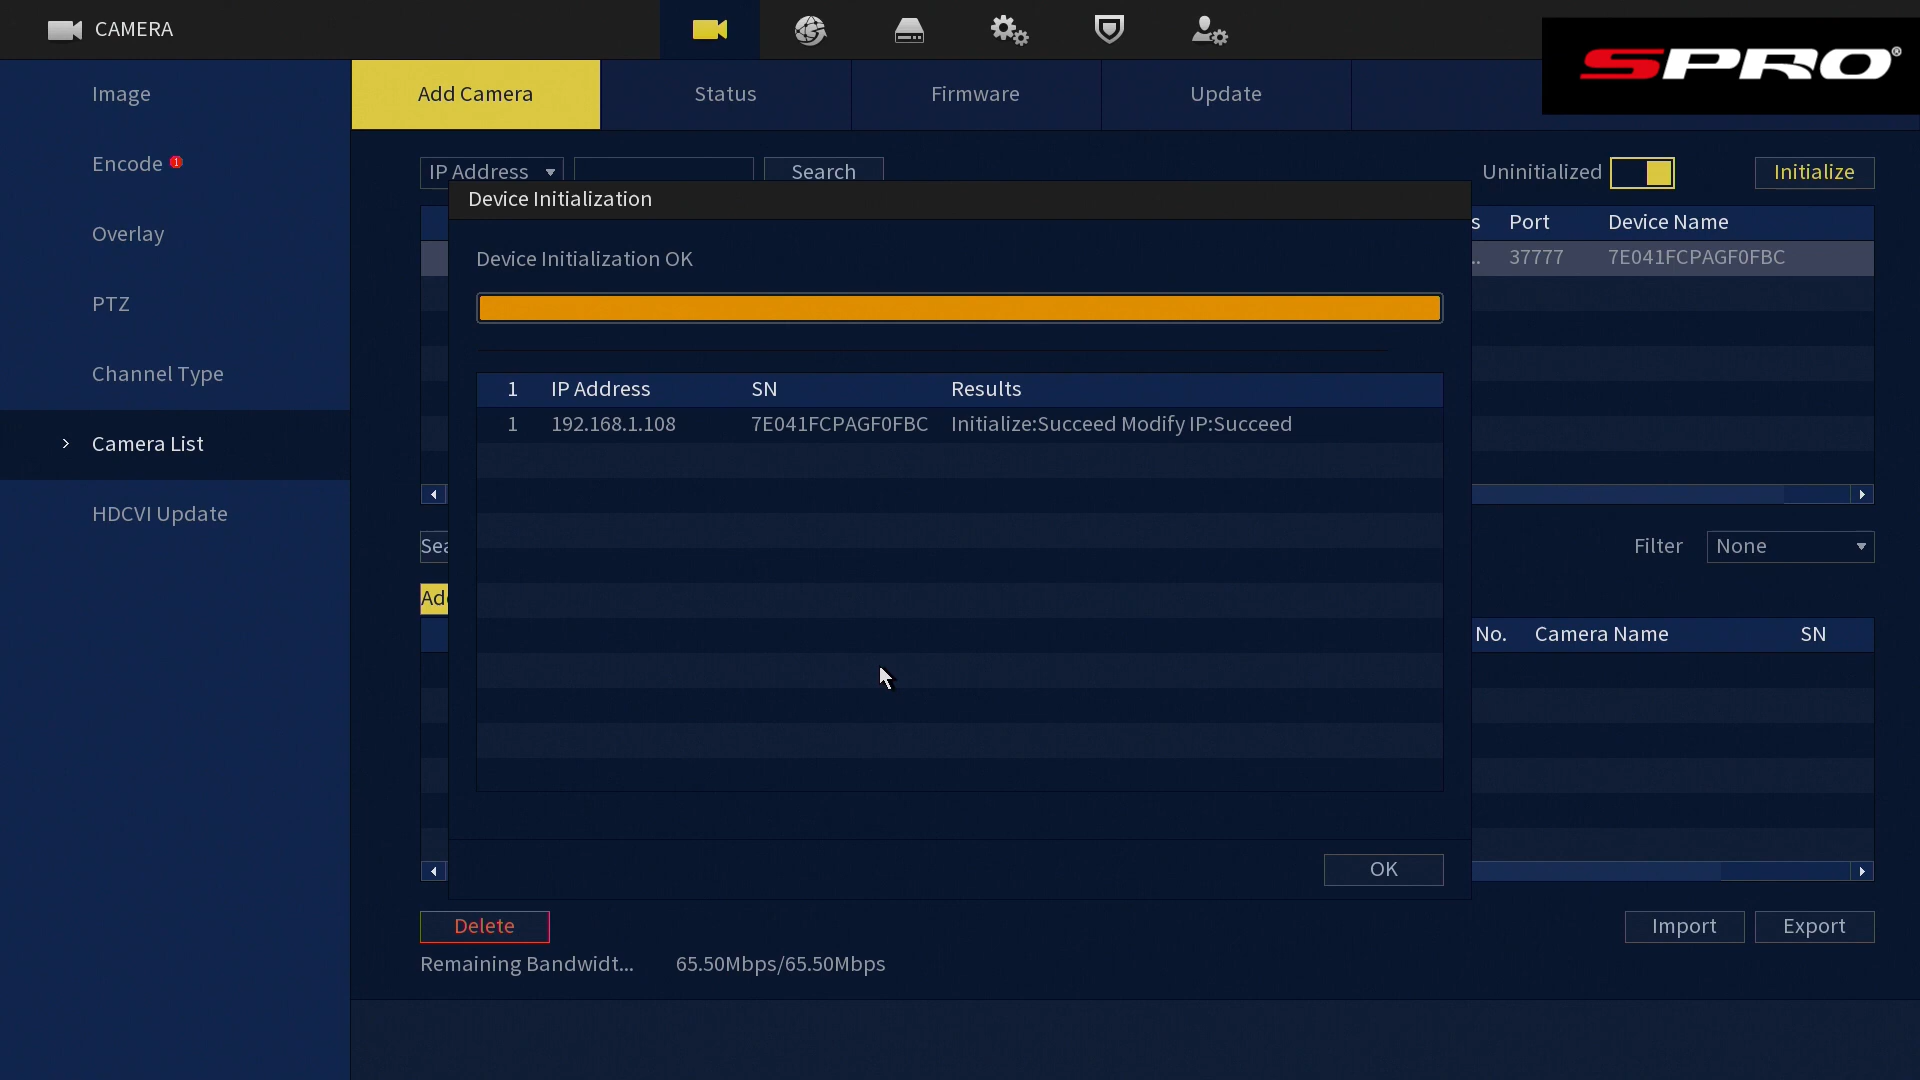 CAMERA
SPRO®
Image
Encode 1
Overlay
PTZ
Channel Type
Camera List
HDCVI Update
Add Camera Status Firmware Update
IP Address Search Uninitialized Initialize
Device Initialization
s Port Device Name
.. 37777 7E041FCPAGF0FBC
Device Initialization OK
1 IP Address SN Results
1 192.168.1.108 7E041FCPAGF0FBC Initialize:Succeed Modify IP:Succeed
Sea Filter None
Ad
No. Camera Name SN
OK
Delete Import Export
Remaining Bandwidt... 65.50Mbps/65.50Mbps